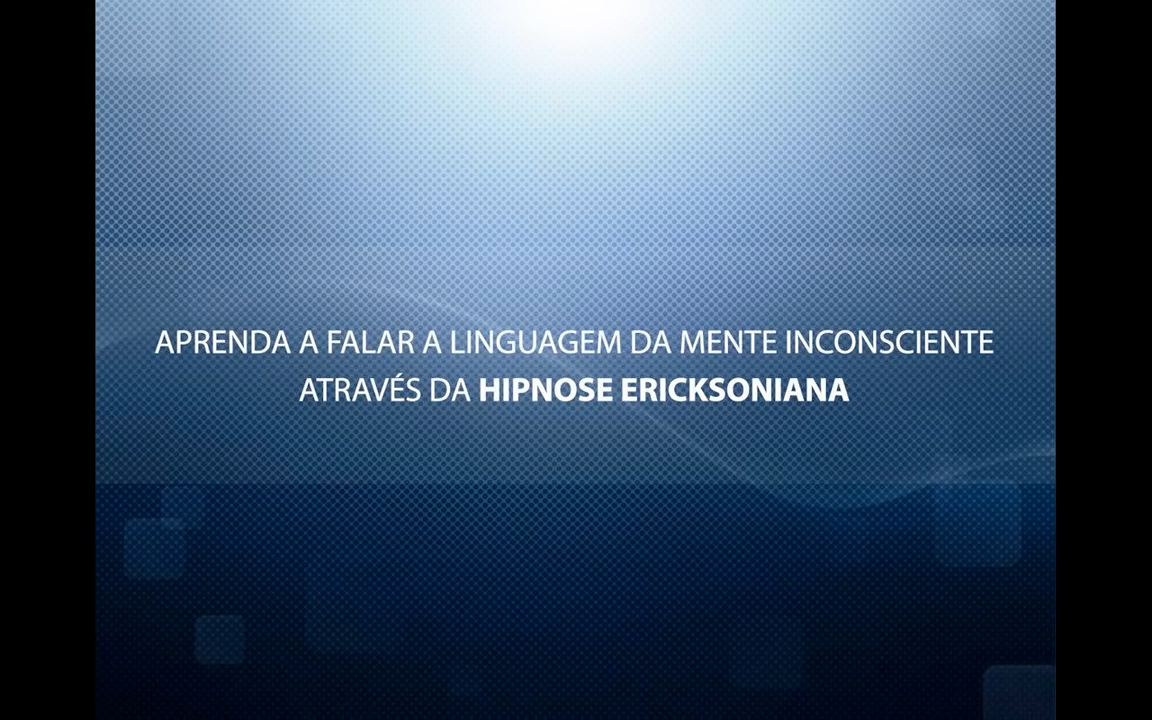 APRENDA A FALAR A LINGUAGEM DA MENTE INCONSCIENTE
ATRAVÉS DA HIPNOSE ERICKSONIANA